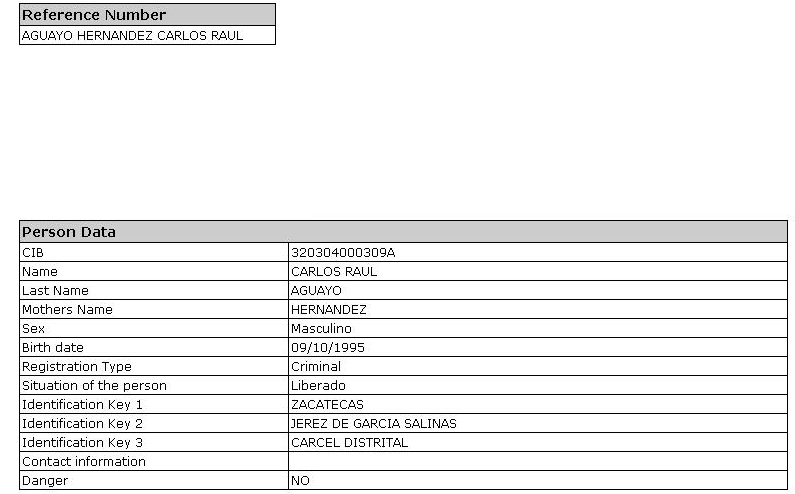 Reference Number
AGUAYO HERNANDEZ CARLOS RAUL
Person Data
CIB 320304000309A
Name CARLOS RAUL
Last Name AGUAYO
Mothers Name HERNANDEZ
Sex Masculino
Birth date 09/10/1995
Registration Type Criminal
Situation of the person Liberado
Identification Key 1 ZACATECAS
Identification Key 2 JEREZ DE GARCIA SALINAS
Identification Key 3 CARCEL DISTRITAL
Contact information
Danger NO